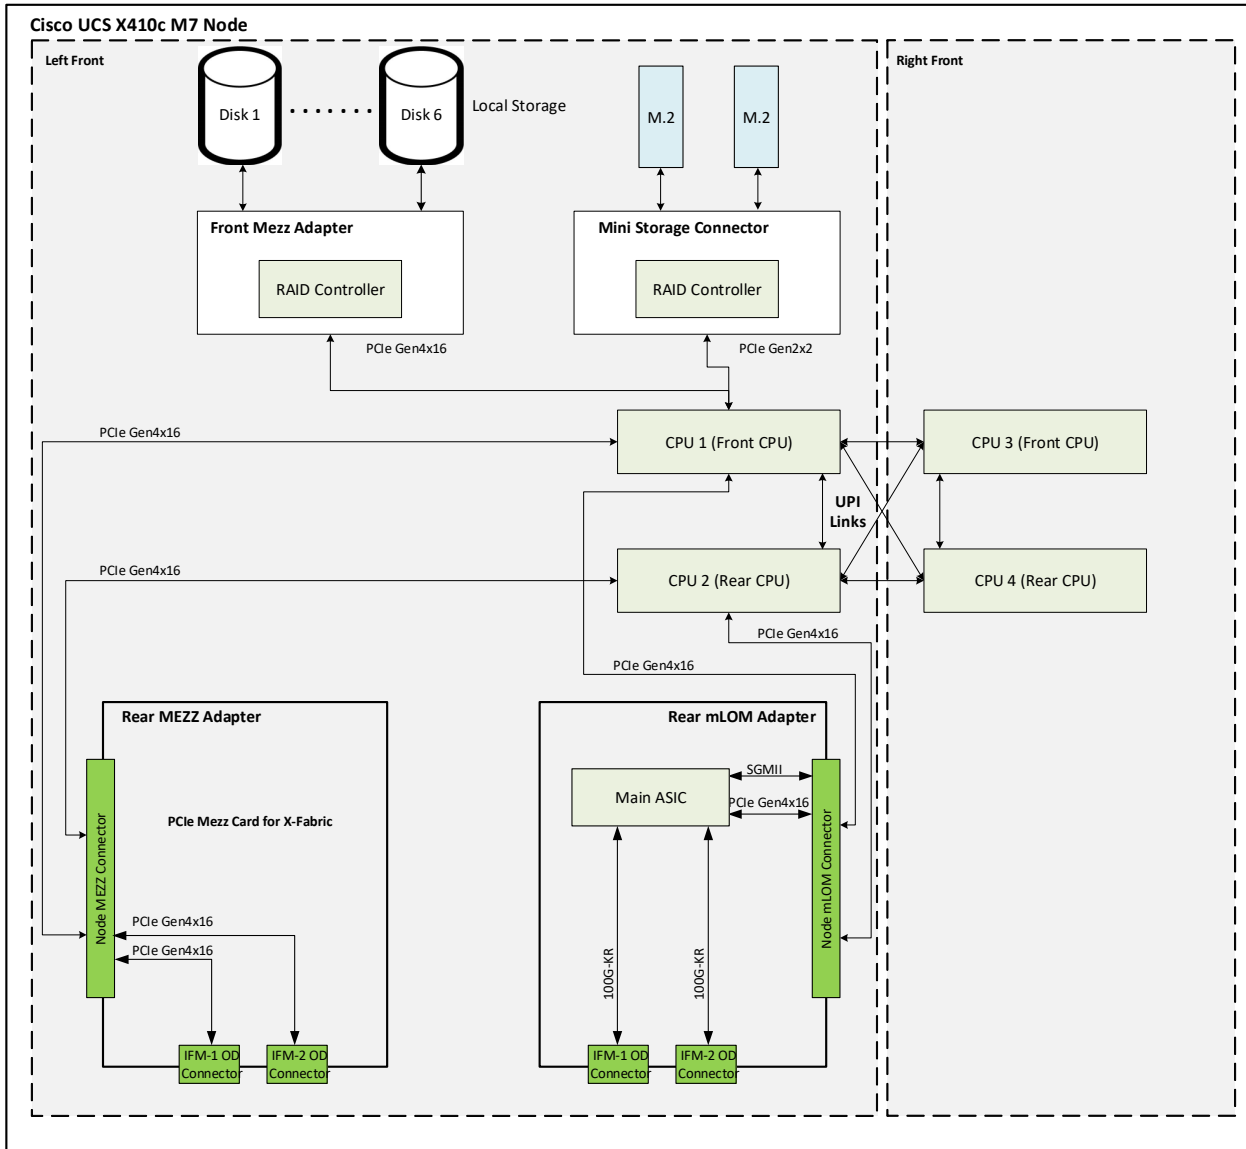 Cisco UCS X410c M7 Node
Left Front
Right Front
Disk 1
Disk 6
Local Storage
M.2
M.2
Front Mezz Adapter
RAID Controller
Mini Storage Connector
RAID Controller
PCIe Gen4x16
PCIe Gen2x2
PCIe Gen4x16
CPU 1 (Front CPU)
CPU 3 (Front CPU)
UPI
Links
PCIe Gen4x16
CPU 2 (Rear CPU)
CPU 4 (Rear CPU)
PCIe Gen4x16
PCIe Gen4x16
Rear MEZZ Adapter
PCIe Mezz Card for X-Fabric
Node MEZZ Connector
PCIe Gen4x16
PCIe Gen4x16
IFM-1 OD
Connector
IFM-2 OD
Connector
Rear mLOM Adapter
Main ASIC
SGMII
PCIe Gen4x16
Node mLOM Connector
100G-KR
100G-KR
IFM-1 OD
Connector
IFM-2 OD
Connector